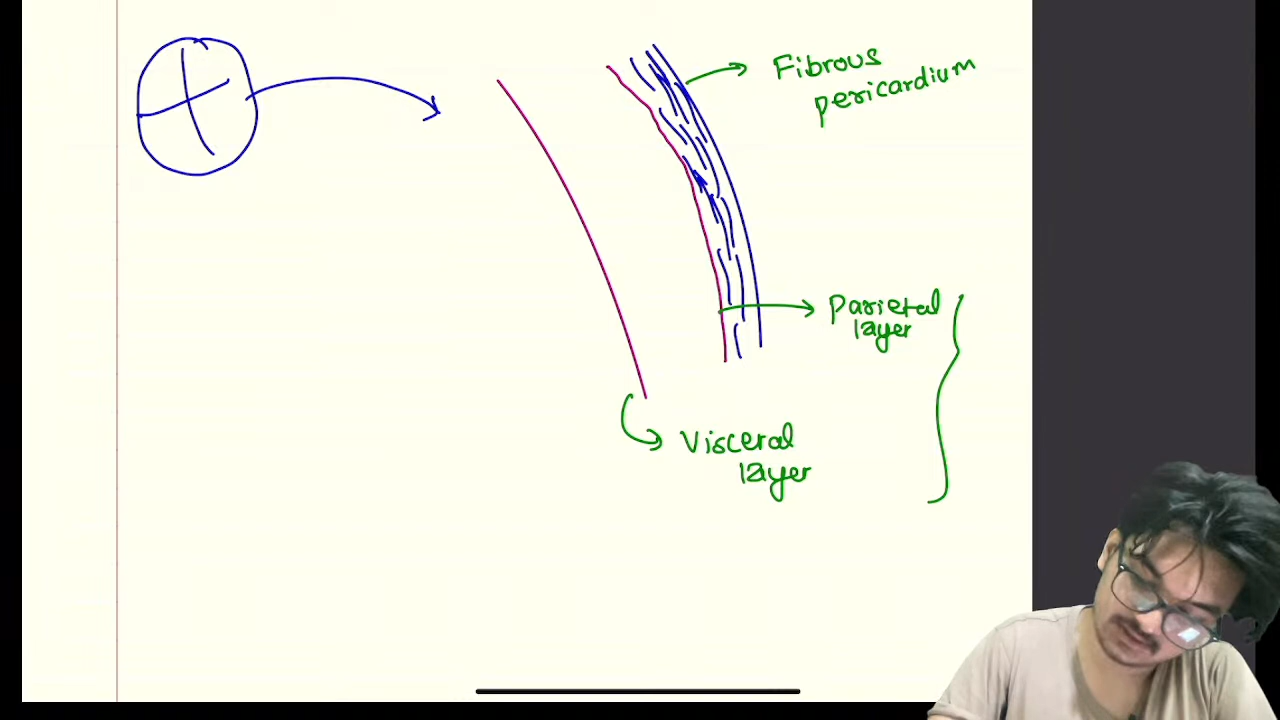 Fibrous
pericardium
Parietal
layer
Visceral
layer